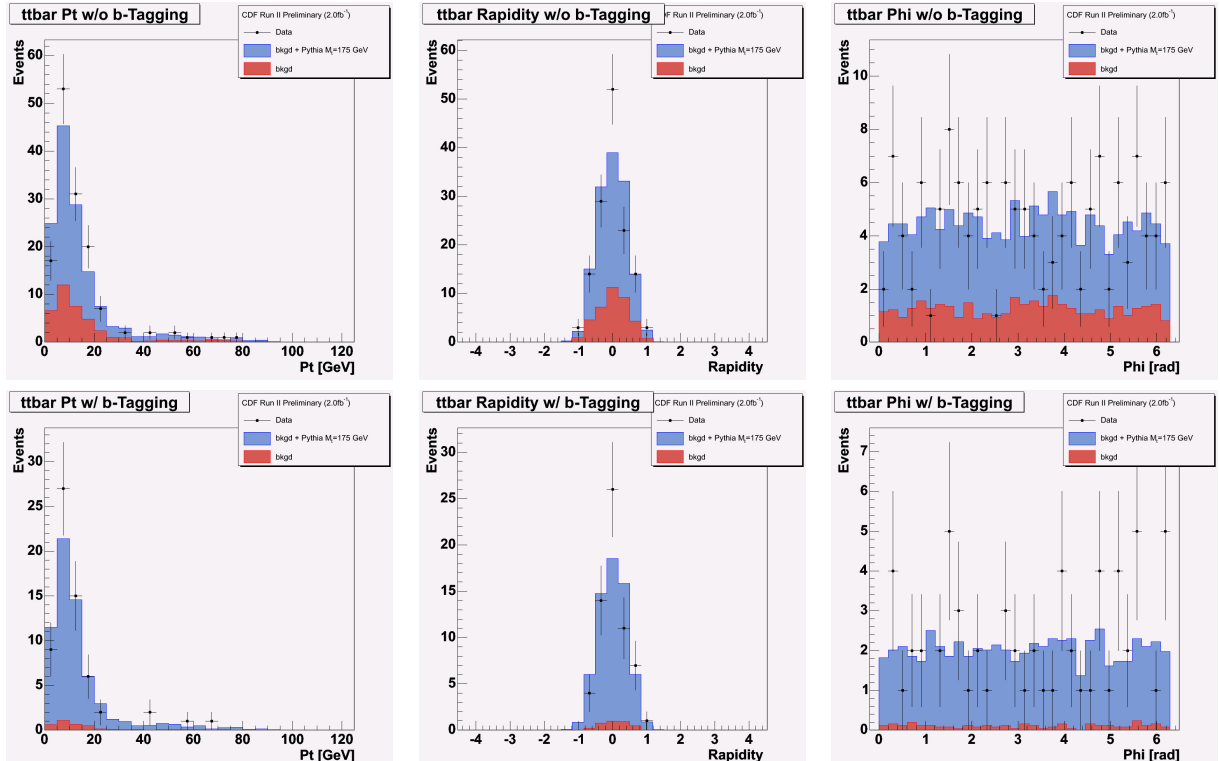 ttbar Pt w/o b-Tagging
CDF Run II Preliminary (2.0fb⁻¹)
Data
bkgd + Pythia Mₜ=175 GeV
bkgd
Events
60
50
40
30
20
10
0
0 20 40 60 80 100 120
Pt [GeV]
ttbar Rapidity w/o b-Tagging
CDF Run II Preliminary (2.0fb⁻¹)
Data
bkgd + Pythia Mₜ=175 GeV
bkgd
Events
60
50
40
30
20
10
0
-4 -3 -2 -1 0 1 2 3 4
Rapidity
ttbar Phi w/o b-Tagging
CDF Run II Preliminary (2.0fb⁻¹)
Data
bkgd + Pythia Mₜ=175 GeV
bkgd
Events
10
8
6
4
2
0
0 1 2 3 4 5 6
Phi [rad]
ttbar Pt w/ b-Tagging
CDF Run II Preliminary (2.0fb⁻¹)
Data
bkgd + Pythia Mₜ=175 GeV
bkgd
Events
30
25
20
15
10
5
0
0 20 40 60 80 100 120
Pt [GeV]
ttbar Rapidity w/ b-Tagging
CDF Run II Preliminary (2.0fb⁻¹)
Data
bkgd + Pythia Mₜ=175 GeV
bkgd
Events
30
25
20
15
10
5
0
-4 -3 -2 -1 0 1 2 3 4
Rapidity
ttbar Phi w/ b-Tagging
CDF Run II Preliminary (2.0fb⁻¹)
Data
bkgd + Pythia Mₜ=175 GeV
bkgd
Events
7
6
5
4
3
2
1
0
0 1 2 3 4 5 6
Phi [rad]